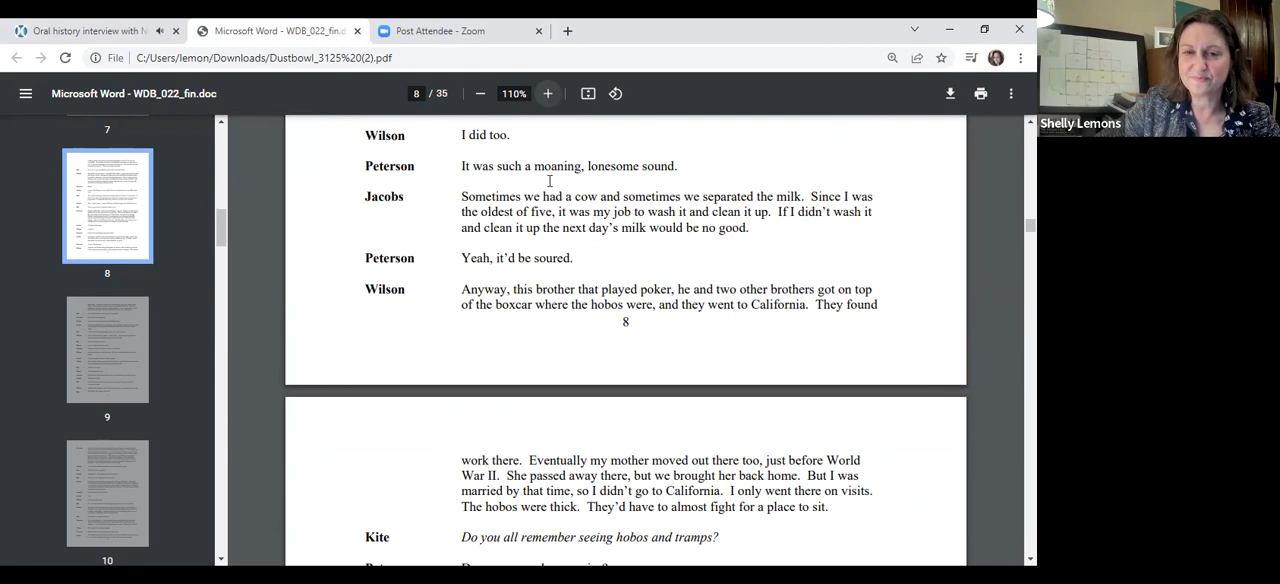 Oral history interview with N
Microsoft Word - WDB_022_fin.d
Post Attendee - Zoom
File
C:/Users/lemon/Downloads/Dustbowl_3125%20(2).pdf
Microsoft Word - WDB_022_fin.doc
8 / 35
110%
Shelly Lemons
7
8
9
10
Wilson I did too.
Peterson It was such a moaning, lonesome sound.
Jacobs Sometimes we had a cow and sometimes we separated the milk. Since I was
the oldest of five, it was my job to wash it and clean it up. If I didn't wash it
and clean it up the next day's milk would be no good.
Peterson Yeah, it'd be soured.
Wilson Anyway, this brother that played poker, he and two other brothers got on top
of the boxcar where the hobos were, and they went to California. They found
8
work there. Eventually my mother moved out there too, just before World
War II. She passed away there, but we brought her back home. But I was
married by that time, so I didn't go to California. I only went there on visits.
The hobos were thick. They'd have to almost fight for a place to sit.
Kite Do you all remember seeing hobos and tramps?